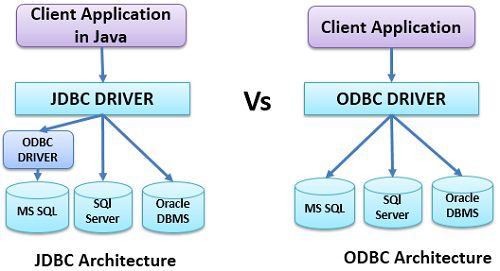 Client Application
in Java
JDBC DRIVER
ODBC
DRIVER
MS SQL
SQl
Server
Oracle
DBMS
JDBC Architecture
Vs
Client Application
ODBC DRIVER
MS SQL
SQl
Server
Oracle
DBMS
ODBC Architecture